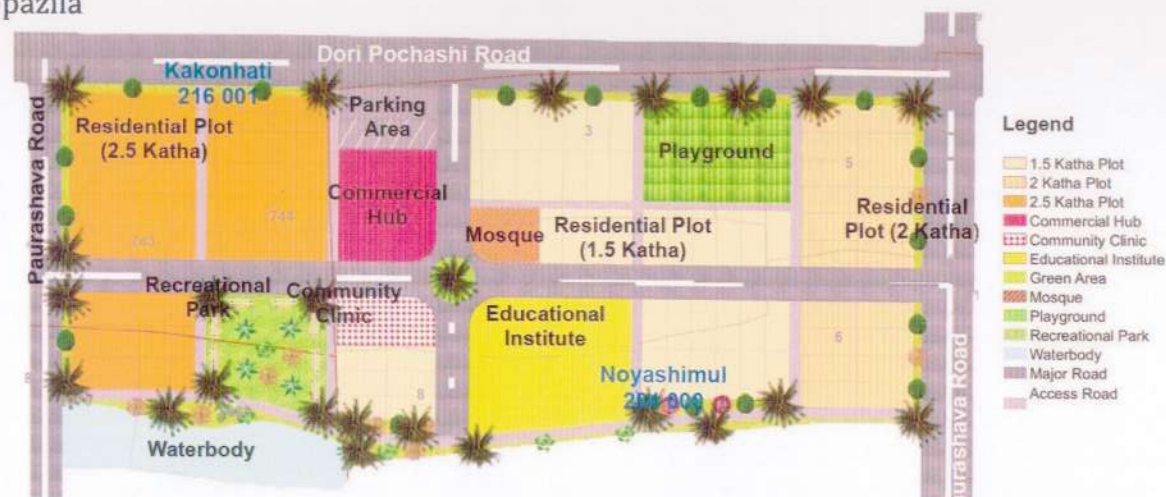 pazila
Dori Pochashi Road
Kakonhati
216 001
Paurashava Road
Residential Plot
(2.5 Katha)
Parking
Area
Commercial
Hub
3
Playground
5
Residential
Plot (2 Katha)
Mosque
Residential Plot
(1.5 Katha)
744
743
Recreational
Park
Community
Clinic
Educational
Institute
Noyashimul
6
8
Waterbody
urashava Road
Legend
1.5 Katha Plot
2 Katha Plot
2.5 Katha Plot
Commercial Hub
Community Clinic
Educational Institute
Green Area
Mosque
Playground
Recreational Park
Waterbody
Major Road
Access Road